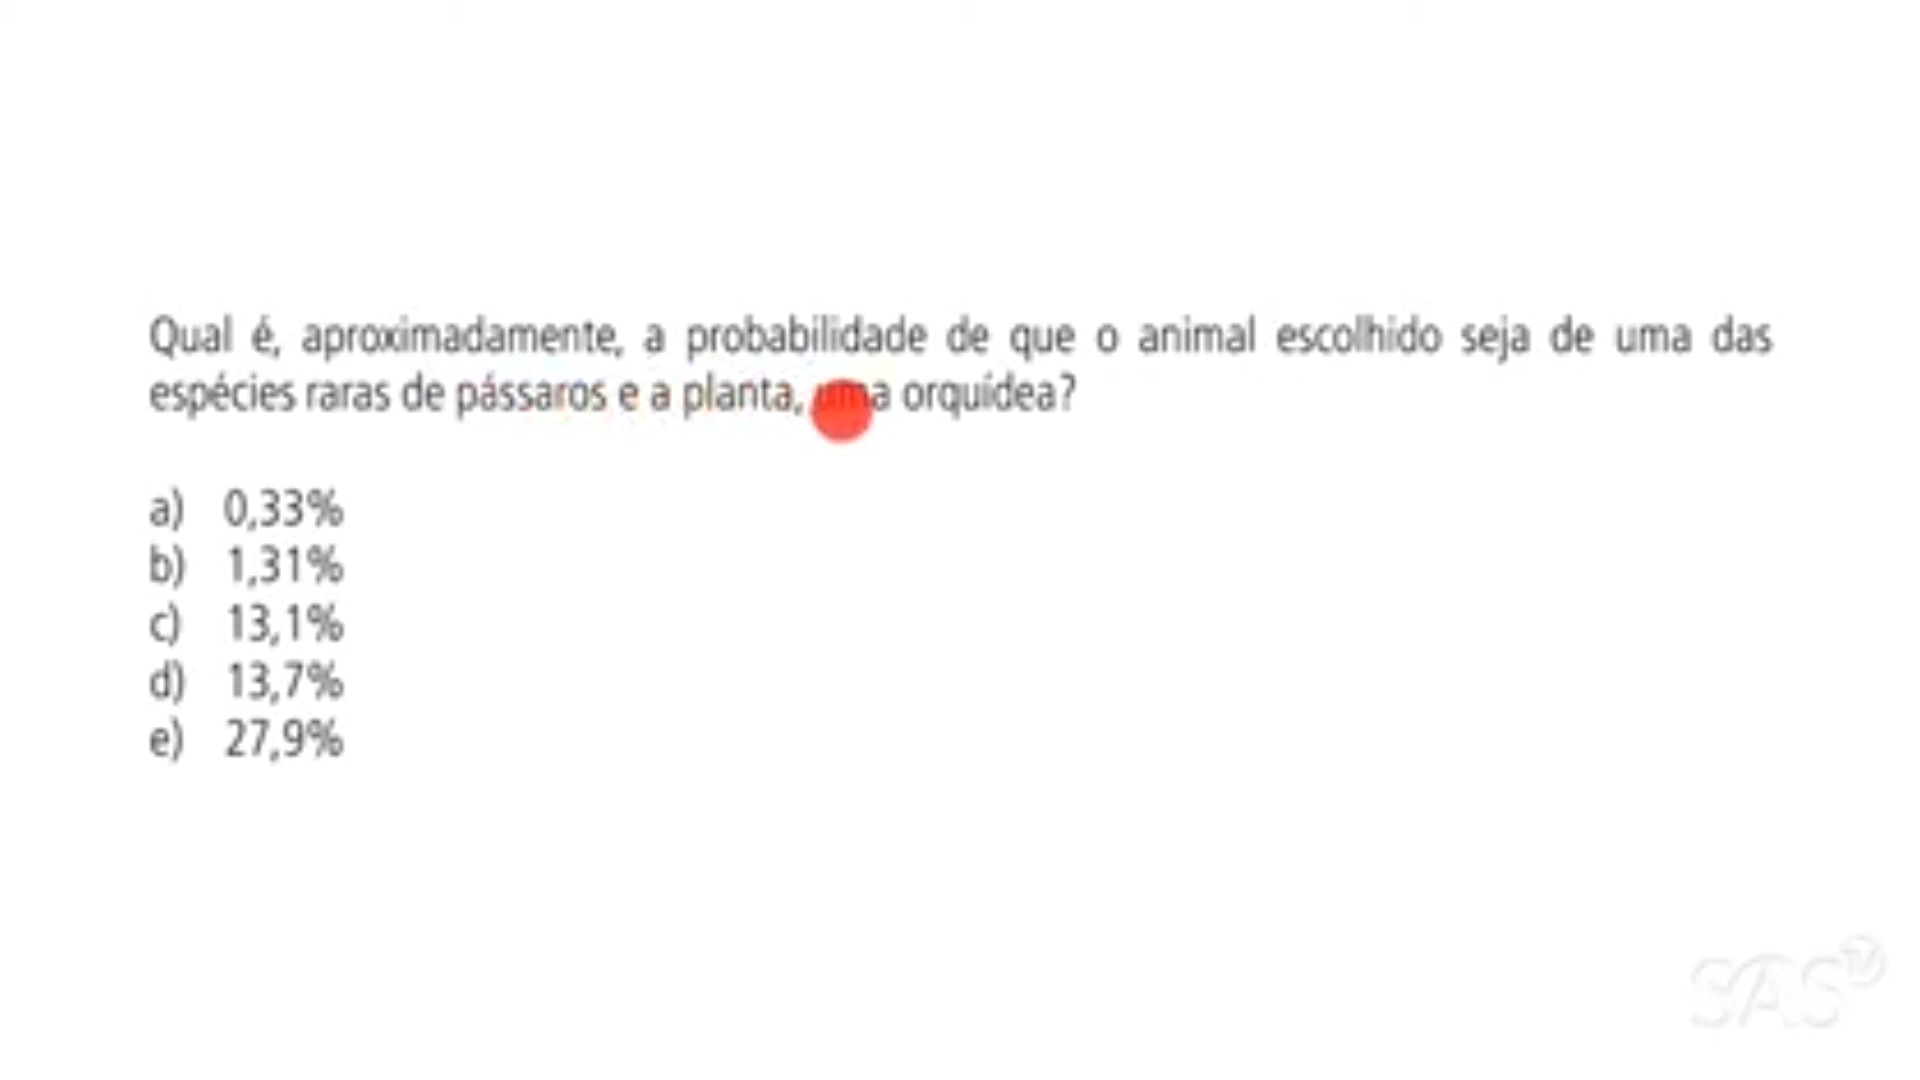 Qual é, aproximadamente, a probabilidade de que o animal escolhido seja de uma das
espécies raras de pássaros e a planta, uma orquídea?
a) 0,33%
b) 1,31%
c) 13,1%
d) 13,7%
e) 27,9%
SAS TV